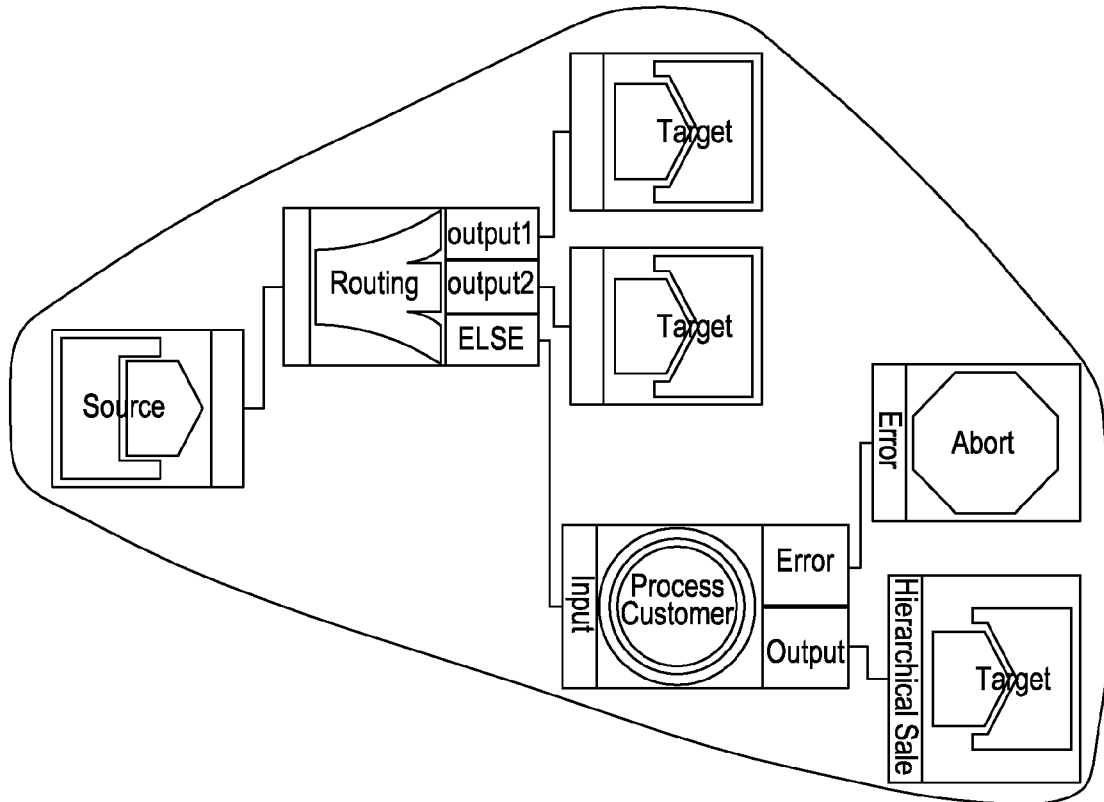 Target
output1
Routing
output2
ELSE
Target
Source
Error
Abort
Input
Process
Customer
Error
Output
Hierarchical Sale
Target